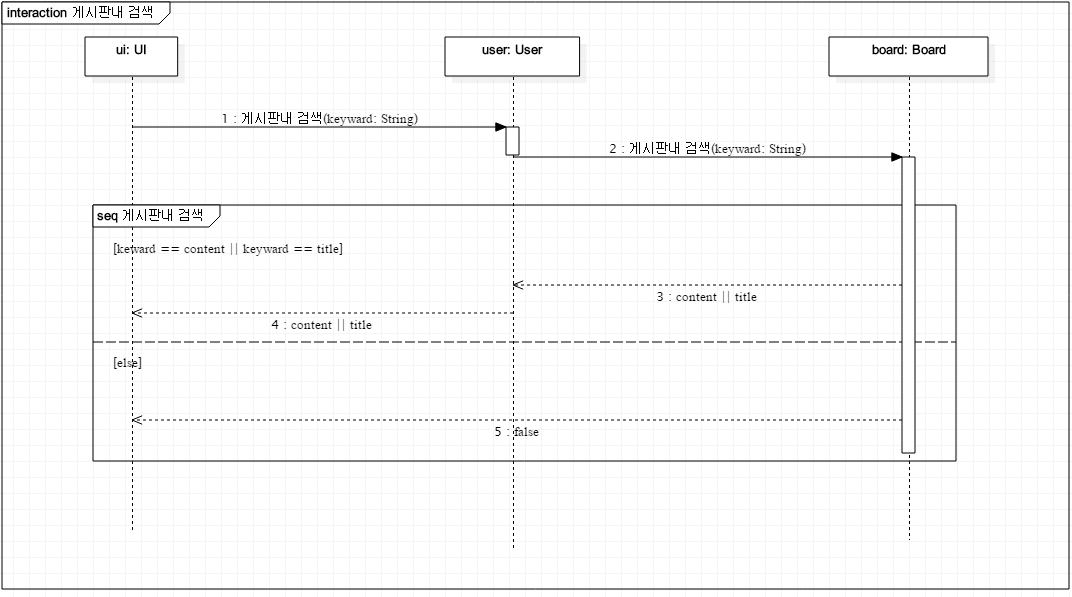 interaction 게시판내 검색
ui: UI
user: User
board: Board
1 : 게시판내 검색(keyward: String)
2 : 게시판내 검색(keyward: String)
seq 게시판내 검색
[keward == content || keyward == title]
3 : content || title
4 : content || title
[else]
5 : false